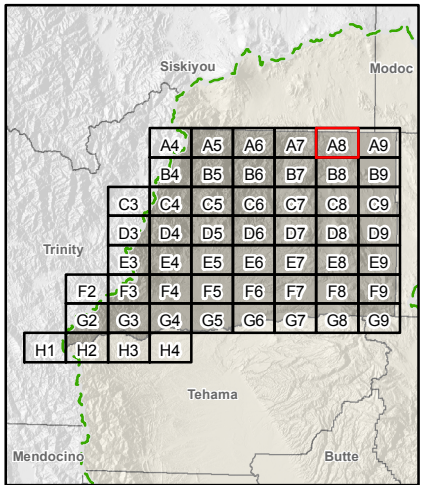 Siskiyou
Modoc
A4 A5 A6 A7 A8 A9
B4 B5 B6 B7 B8 B9
C3 C4 C5 C6 C7 C8 C9
D3 D4 D5 D6 D7 D8 D9
Trinity
E3 E4 E5 E6 E7 E8 E9
F2 F3 F4 F5 F6 F7 F8 F9
G2 G3 G4 G5 G6 G7 G8 G9
H1 H2 H3 H4
Tehama
Mendocino
Butte